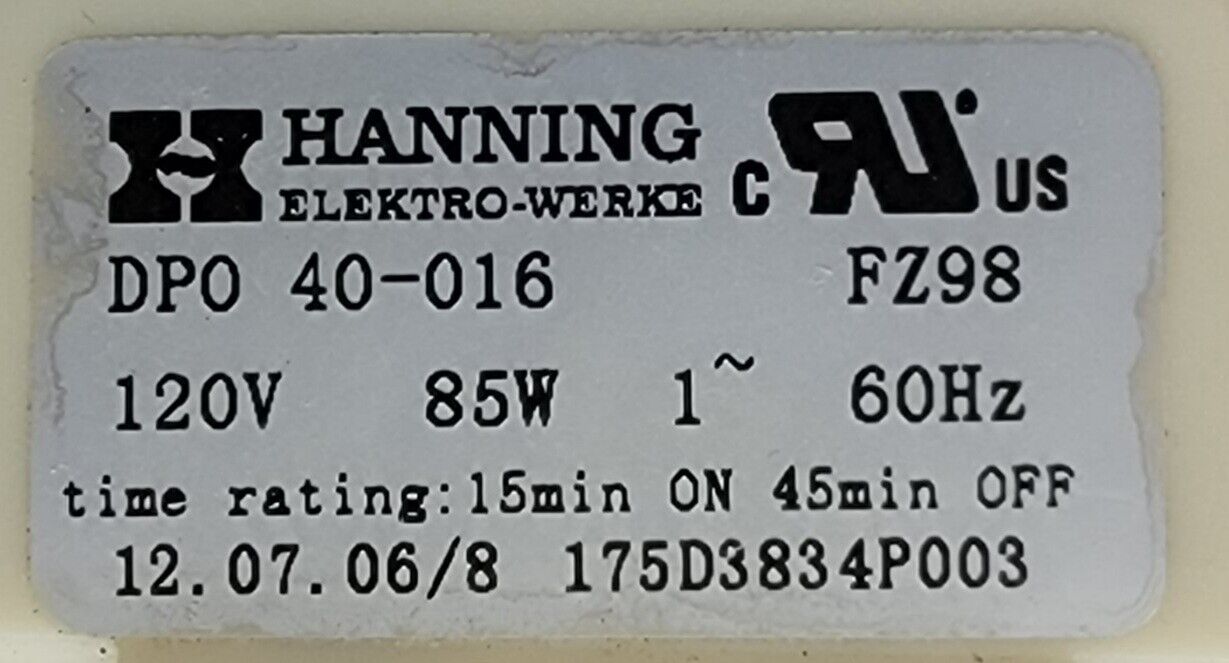 HANNING
ELEKTRO-WERKE
C RU US
DPO 40-016 FZ98
120V 85W 1~ 60Hz
time rating:15min ON 45min OFF
12.07.06/8 175D3834P003